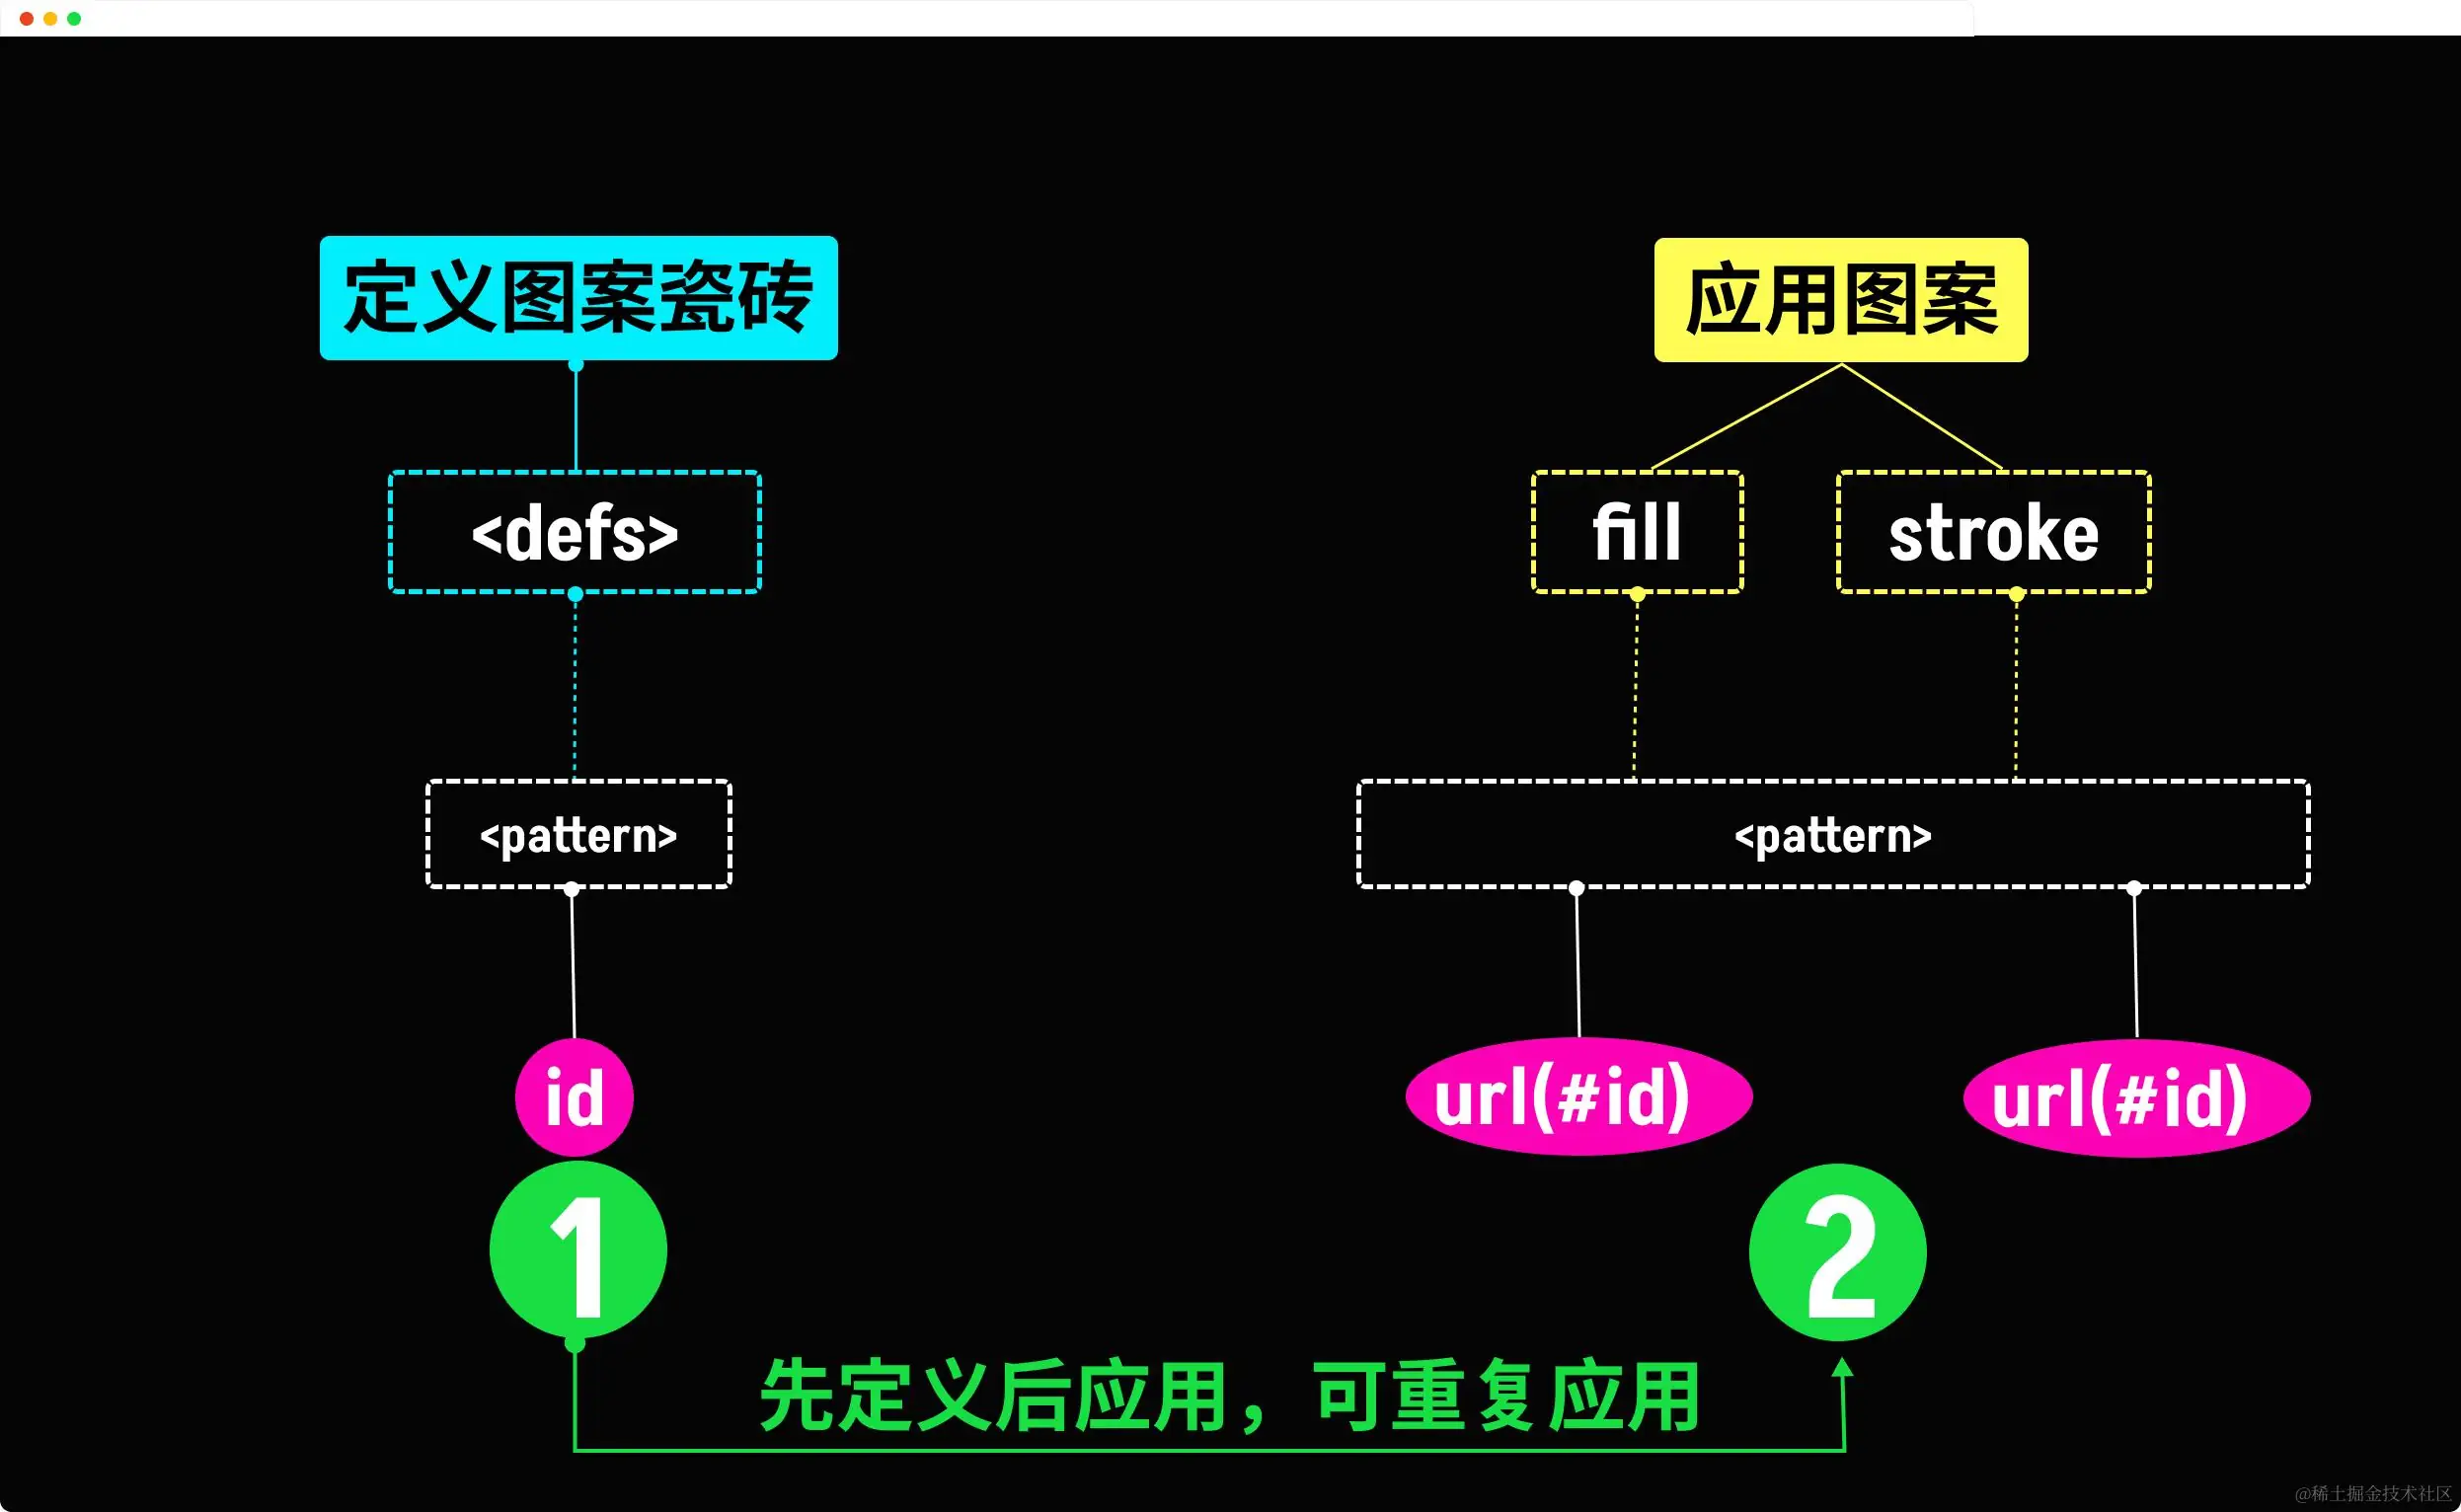 定义图案瓷砖
应用图案
<defs>
fill
stroke
<pattern>
<pattern>
id
url(#id)
url(#id)
1
2
先定义后应用，可重复应用
@稀土掘金技术社区